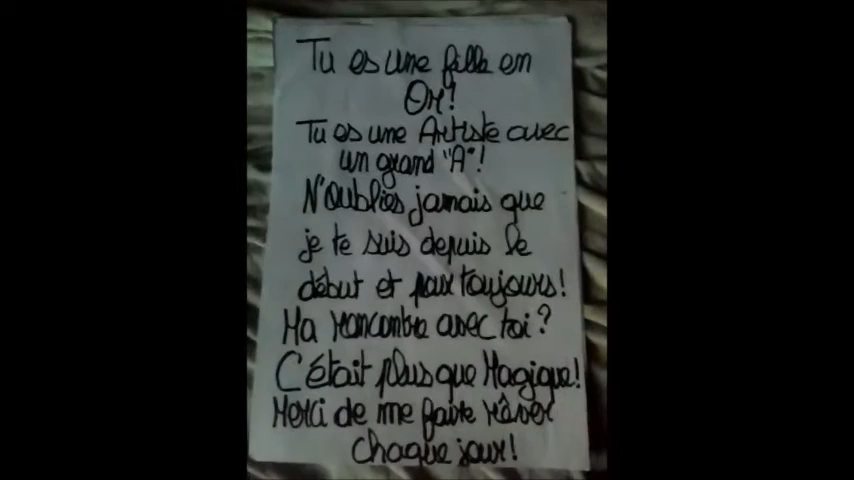 Tu es une fille en
Or!
Tu es une Artiste avec
un grand "A"!
N'oublies jamais que
je te suis depuis le
début et pour toujours!
Ma rencontre avec toi?
C'était plus que Magique!
Merci de me faire rêver
chaque jour!